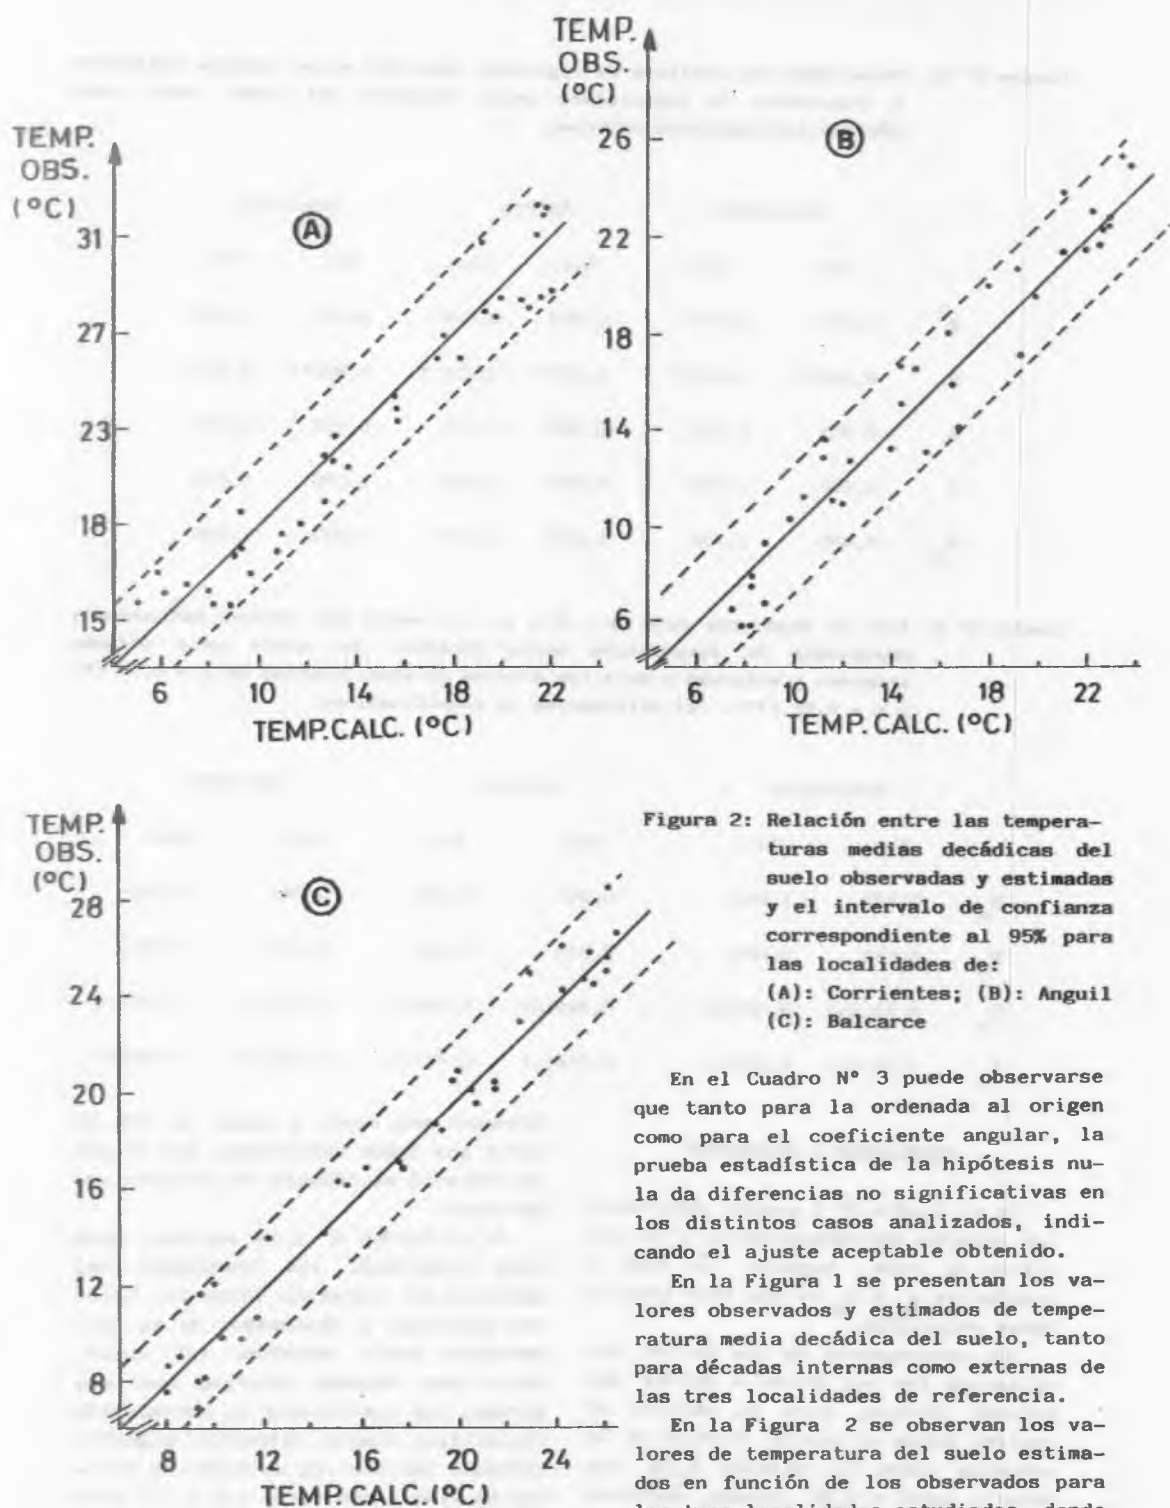 TEMP.
OBS.
(°C)
A
31
27
23
18
15
6 10 14 18 22
TEMP.CALC. (°C)
TEMP.
OBS.
(°C)
B
26
22
18
14
10
6
6 10 14 18 22
TEMP.CALC. (°C)
TEMP.
OBS.
(°C)
C
28
24
20
16
12
8
8 12 16 20 24
TEMP.CALC.(°C)
Figura 2: Relación entre las tempera-
turas medias decádicas del
suelo observadas y estimadas
y el intervalo de confianza
correspondiente al 95% para
las localidades de:
(A): Corrientes; (B): Anguil
(C): Balcarce
En el Cuadro N° 3 puede observarse
que tanto para la ordenada al origen
como para el coeficiente angular, la
prueba estadística de la hipótesis nu-
la da diferencias no significativas en
los distintos casos analizados, indi-
cando el ajuste aceptable obtenido.
En la Figura 1 se presentan los va-
lores observados y estimados de tempe-
ratura media decádica del suelo, tanto
para décadas internas como externas de
las tres localidades de referencia.
En la Figura 2 se observan los va-
lores de temperatura del suelo estima-
dos en función de los observados para
las tres localidades estudiadas, donde